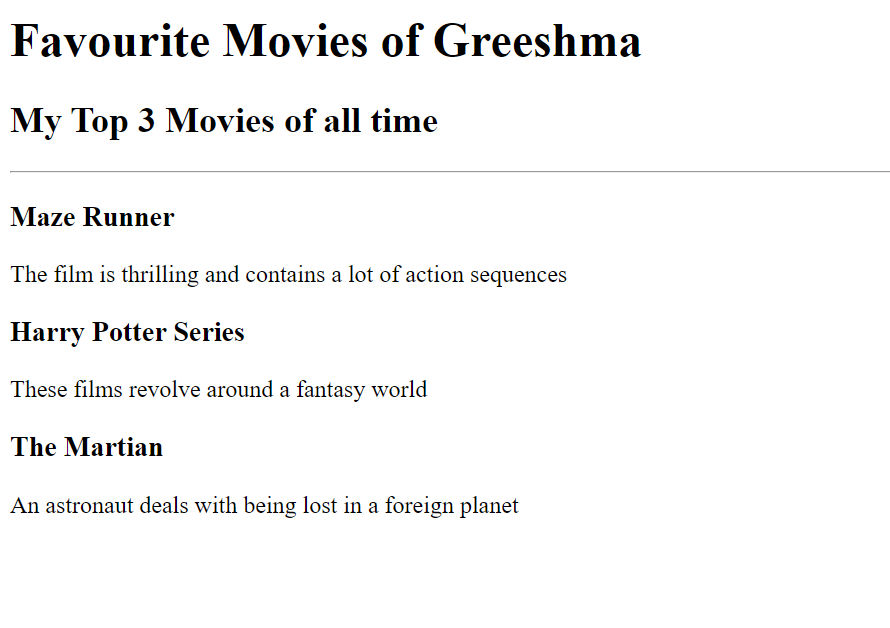 Favourite Movies of Greeshma
My Top 3 Movies of all time
Maze Runner
The film is thrilling and contains a lot of action sequences
Harry Potter Series
These films revolve around a fantasy world
The Martian
An astronaut deals with being lost in a foreign planet